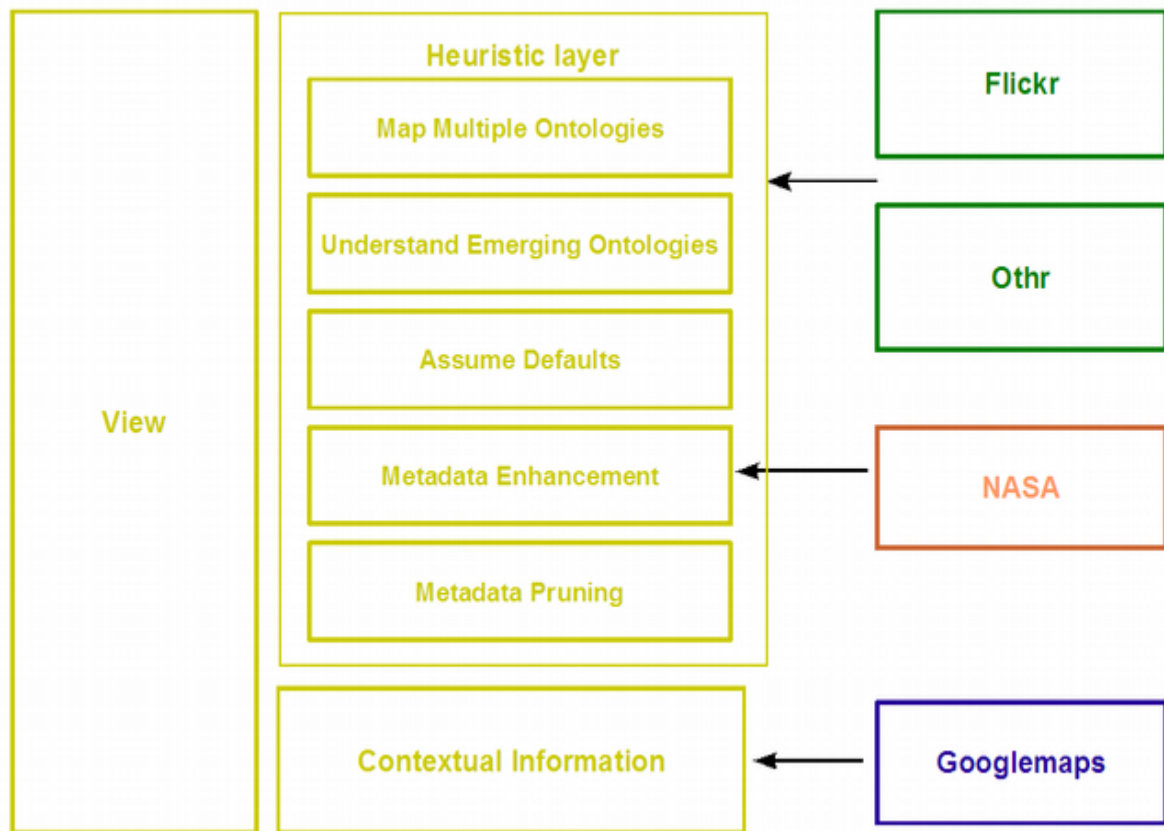 View
Heuristic layer
Map Multiple Ontologies
Understand Emerging Ontologies
Assume Defaults
Metadata Enhancement
Metadata Pruning
Contextual Information
Flickr
Othr
NASA
Googlemaps